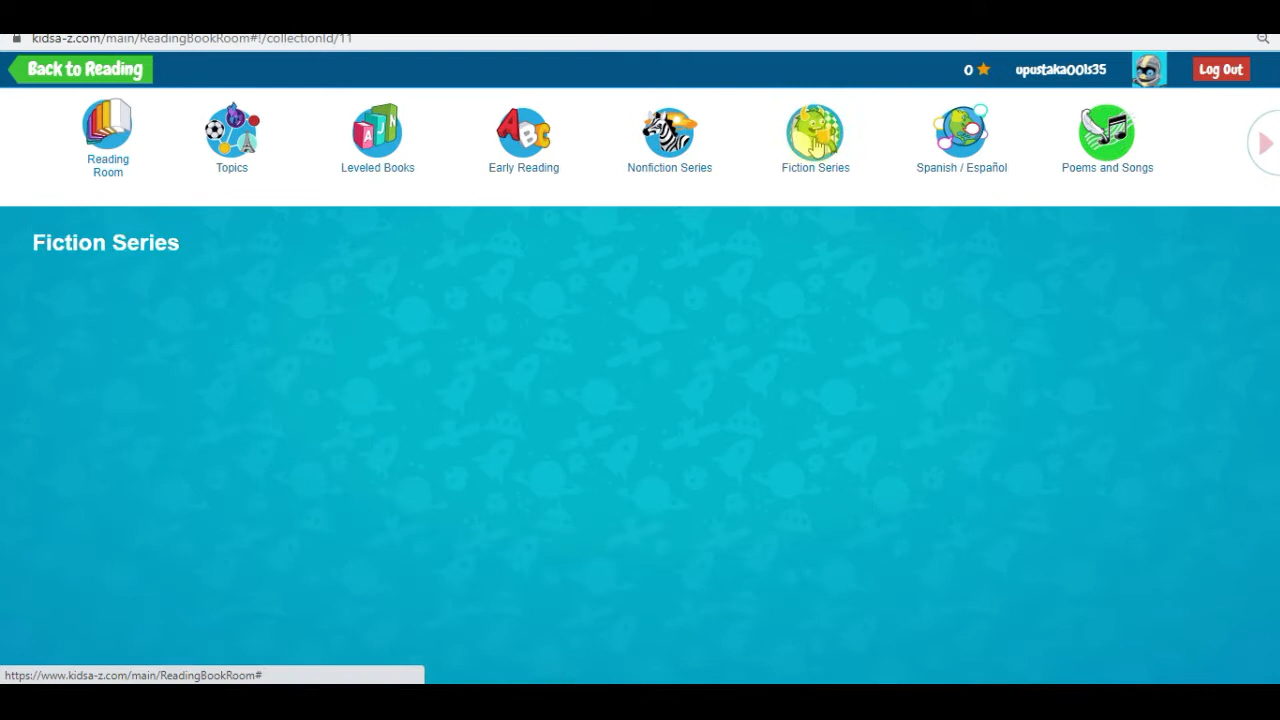 kidsa-z.com/main/ReadingBookRoom#!/collectionId/11
Back to Reading
0
upustaka00ls35
Log Out
Reading
Room
Topics
Leveled Books
Early Reading
Nonfiction Series
Fiction Series
Spanish / Español
Poems and Songs
Fiction Series
https://www.kidsa-z.com/main/ReadingBookRoom#